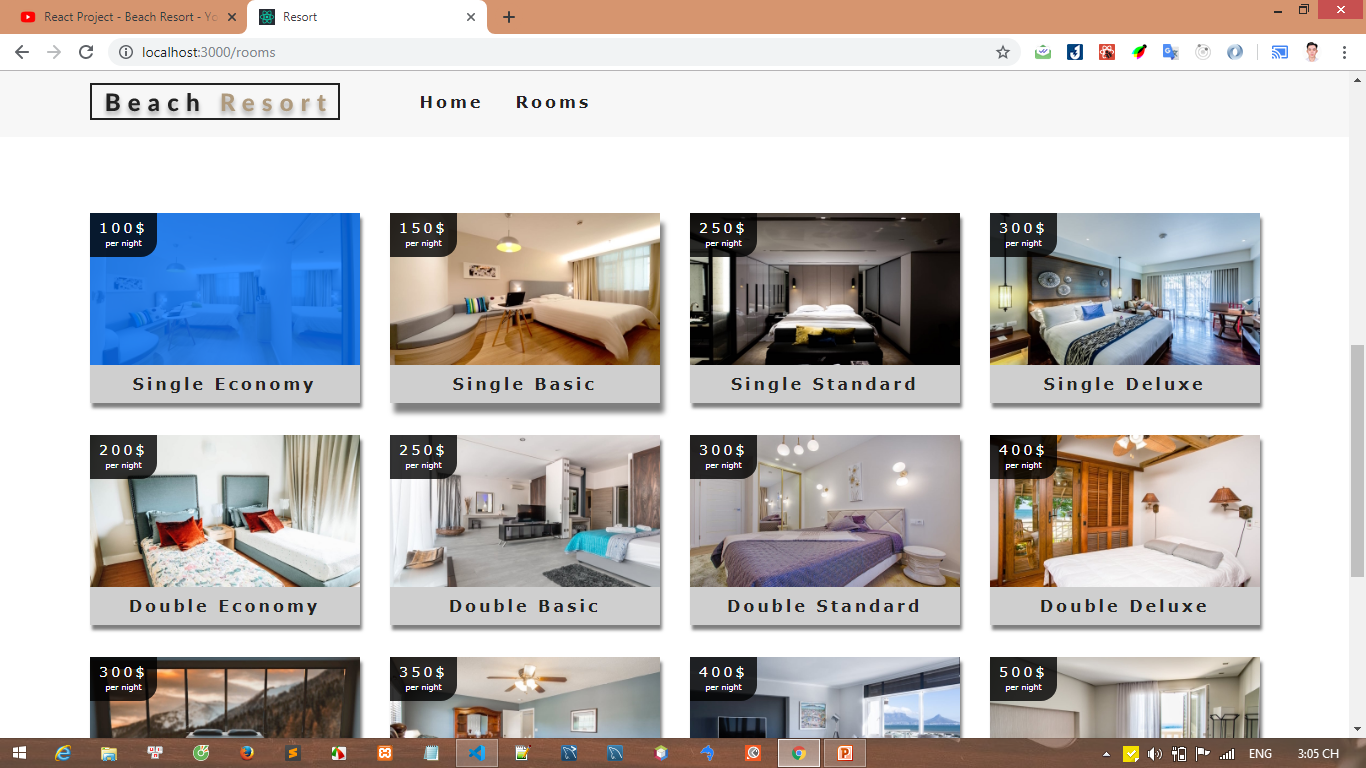 React Project - Beach Resort - Yo
Resort
localhost:3000/rooms
Beach Resort
Home
Rooms
100$
per night
Single Economy
150$
per night
Single Basic
250$
per night
Single Standard
300$
per night
Single Deluxe
200$
per night
Double Economy
250$
per night
Double Basic
300$
per night
Double Standard
400$
per night
Double Deluxe
300$
per night
350$
per night
400$
per night
500$
per night
ENG
3:05 CH